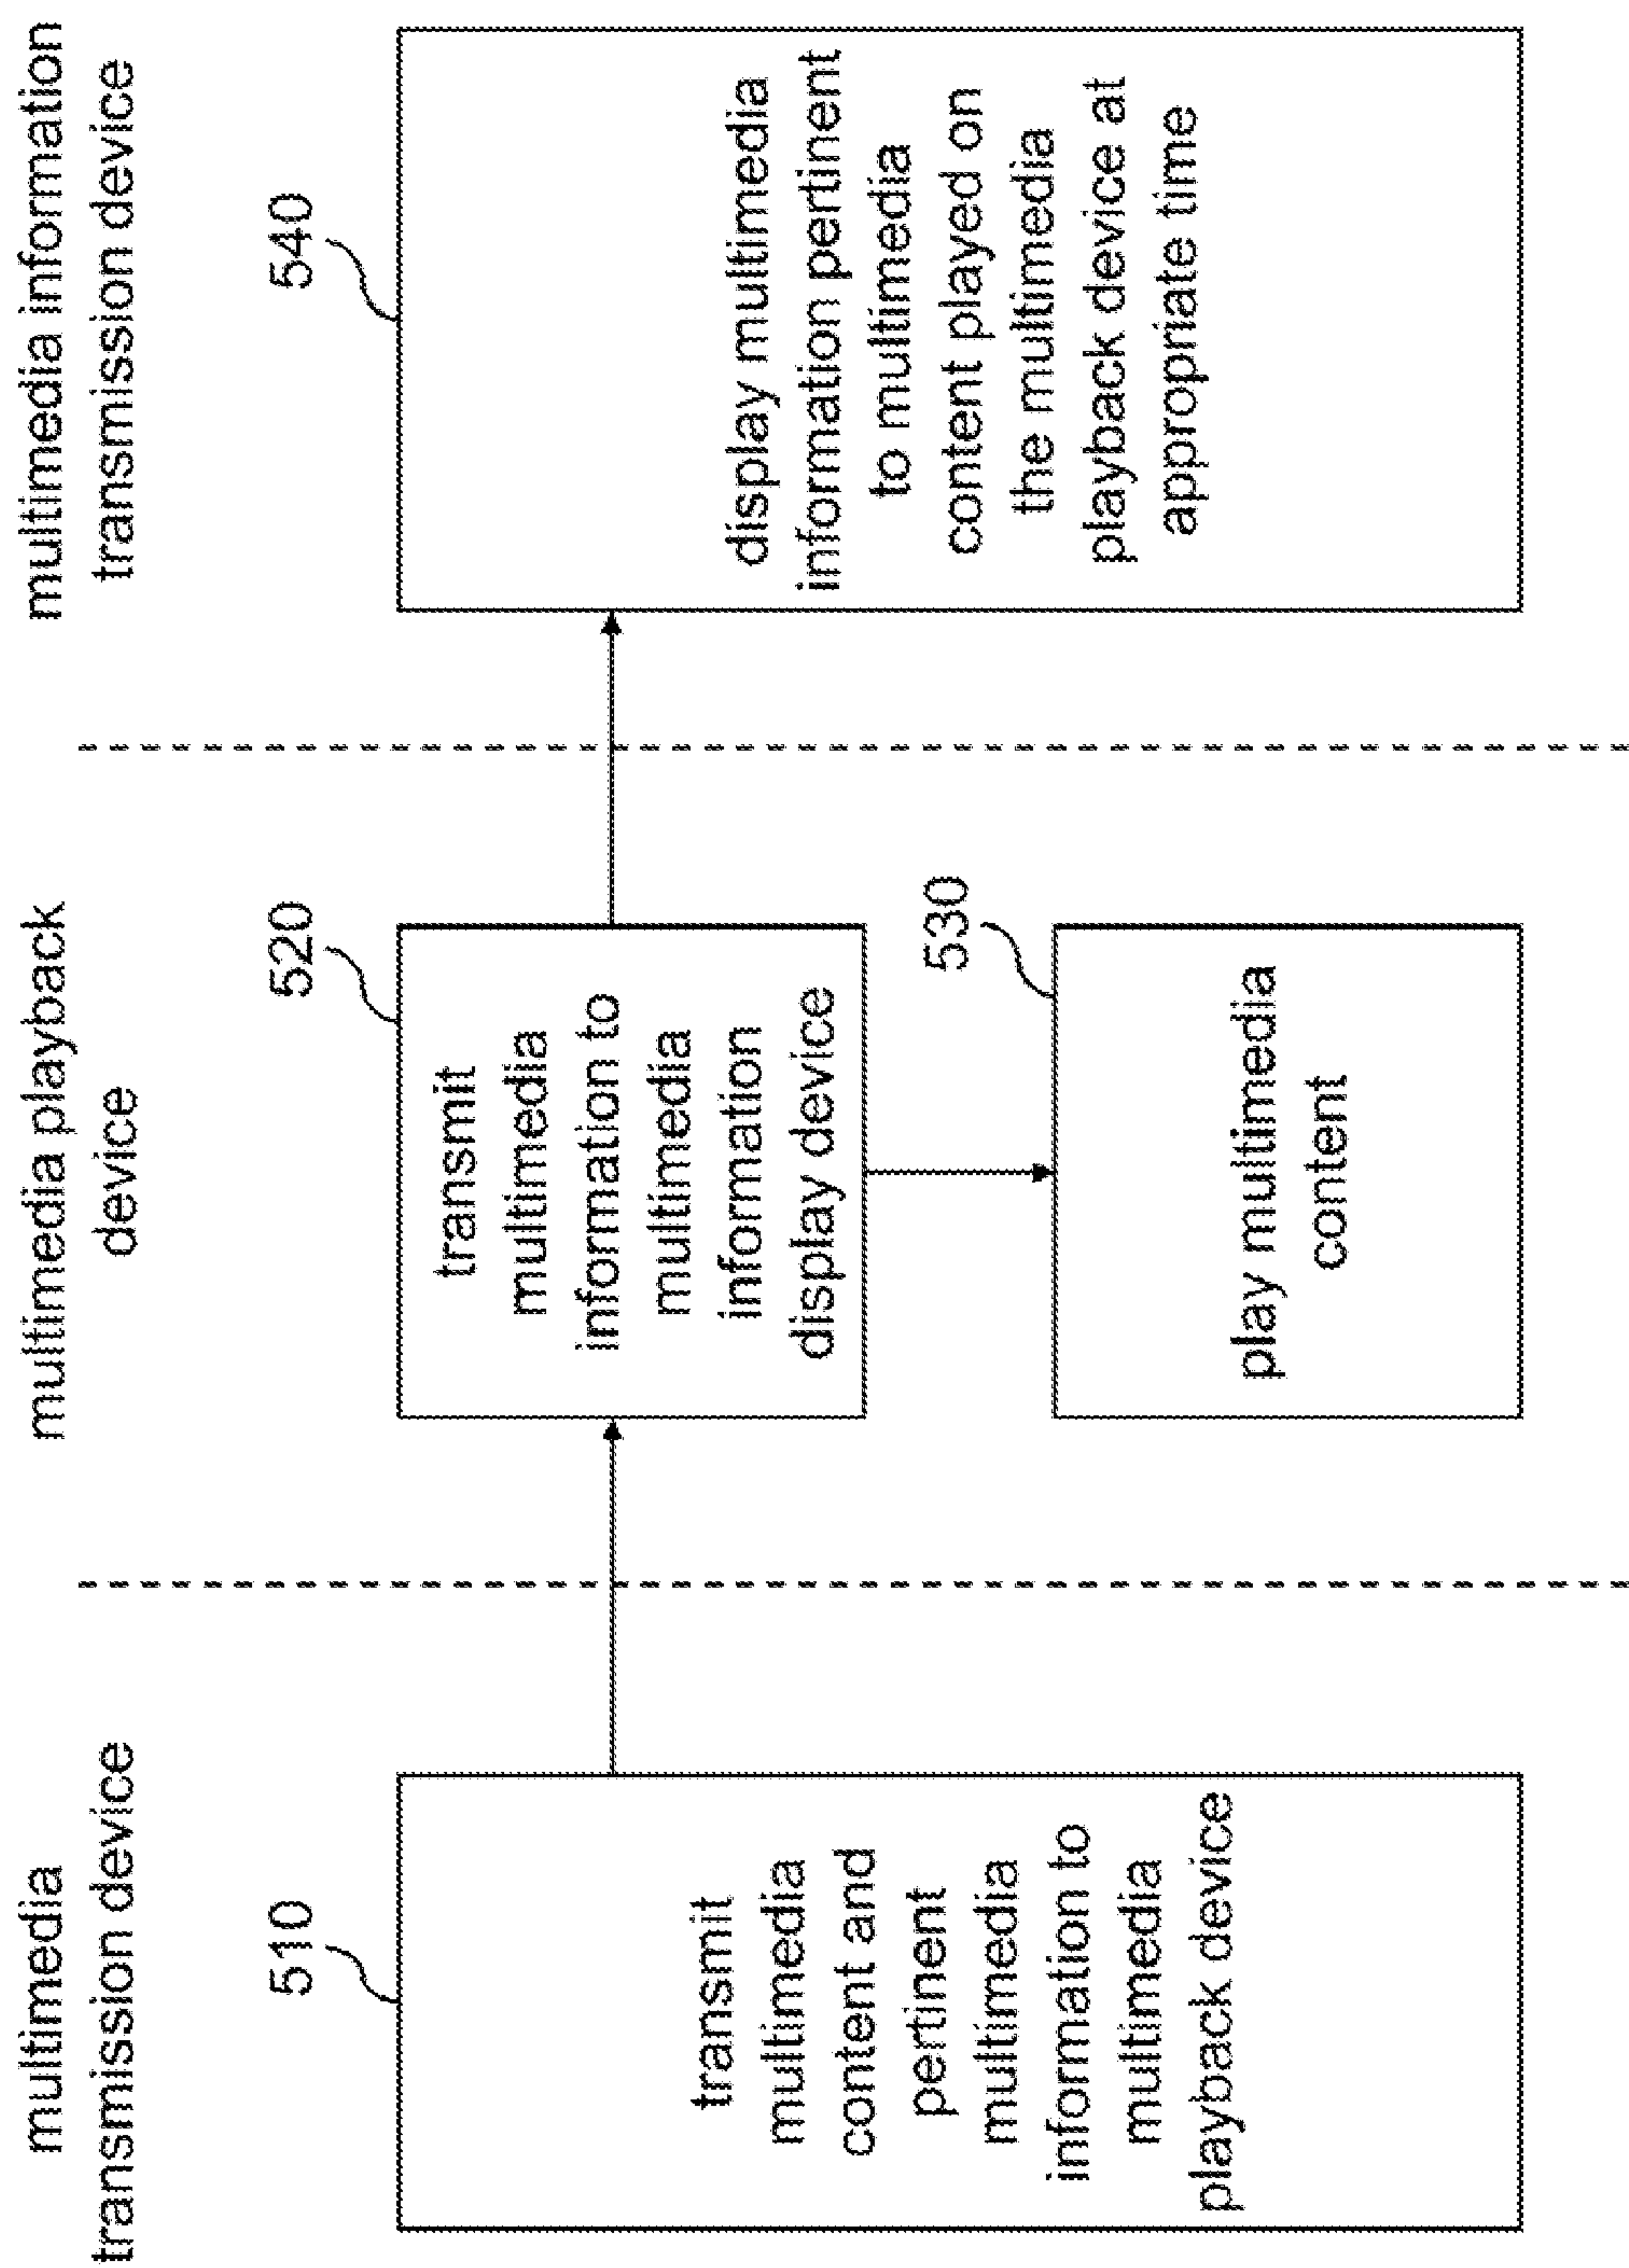 multimedia
transmission device
510
transmit
multimedia
content and
pertinent
multimedia
information to
multimedia
playback device
multimedia playback
device
520
transmit
multimedia
information to
multimedia
information
display device
530
play multimedia
content
multimedia infomation
transmission device
540
display multimedia
information pertinent
to multimedia
content played on
the multimedia
playback device at
appropriate time